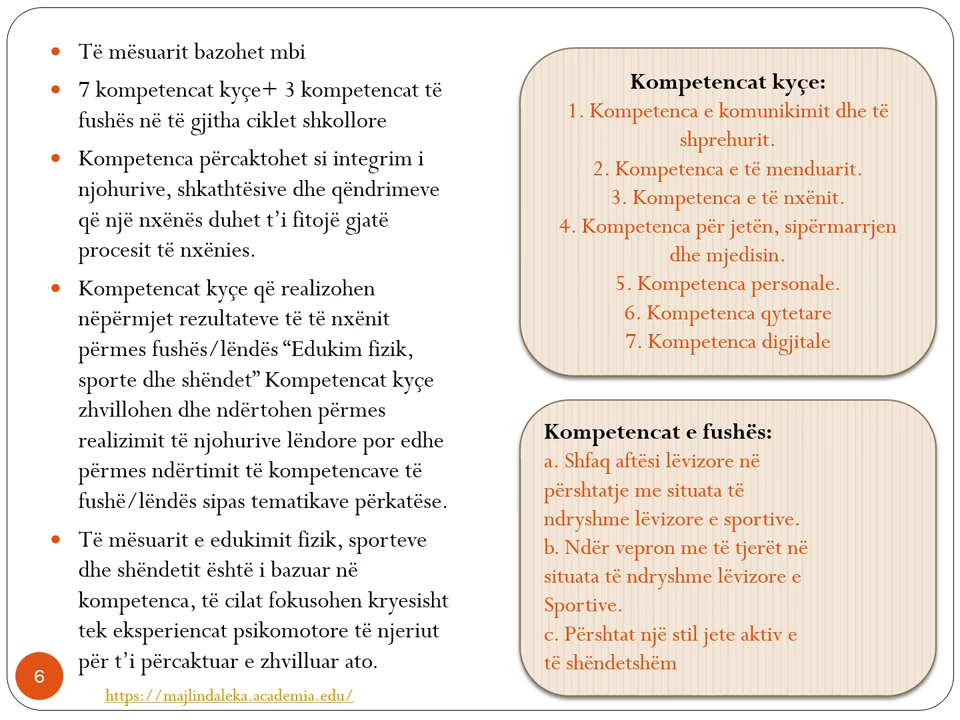 Të mësuarit bazohet mbi
7 kompetencat kyçe+ 3 kompetencat të
fushës në të gjitha ciklet shkollore
Kompetenca përcaktohet si integrim i
njohurive, shkathtësive dhe qëndrimeve
që një nxënës duhet t’i fitojë gjatë
procesit të nxënies.
Kompetencat kyçe që realizohen
nëpërmjet rezultateve të të nxënit
përmes fushës/lëndës “Edukim fizik,
sporte dhe shëndet” Kompetencat kyçe
zhvillohen dhe ndërtohen përmes
realizimit të njohurive lëndore por edhe
përmes ndërtimit të kompetencave të
fushë/lëndës sipas tematikave përkatëse.
Të mësuarit e edukimit fizik, sporteve
dhe shëndetit është i bazuar në
kompetenca, të cilat fokusohen kryesisht
tek eksperiencat psikomotore të njeriut
për t’i përcaktuar e zhvilluar ato.
https://majlindaleka.academia.edu/
6
Kompetencat kyçe:
1. Kompetenca e komunikimit dhe të
shprehurit.
2. Kompetenca e të menduarit.
3. Kompetenca e të nxënit.
4. Kompetenca për jetën, sipërmarrjen
dhe mjedisin.
5. Kompetenca personale.
6. Kompetenca qytetare
7. Kompetenca digjitale
Kompetencat e fushës:
a. Shfaq aftësi lëvizore në
përshtatje me situata të
ndryshme lëvizore e sportive.
b. Ndër vepron me të tjerët në
situata të ndryshme lëvizore e
Sportive.
c. Përshtat një stil jete aktiv e
të shëndetshëm